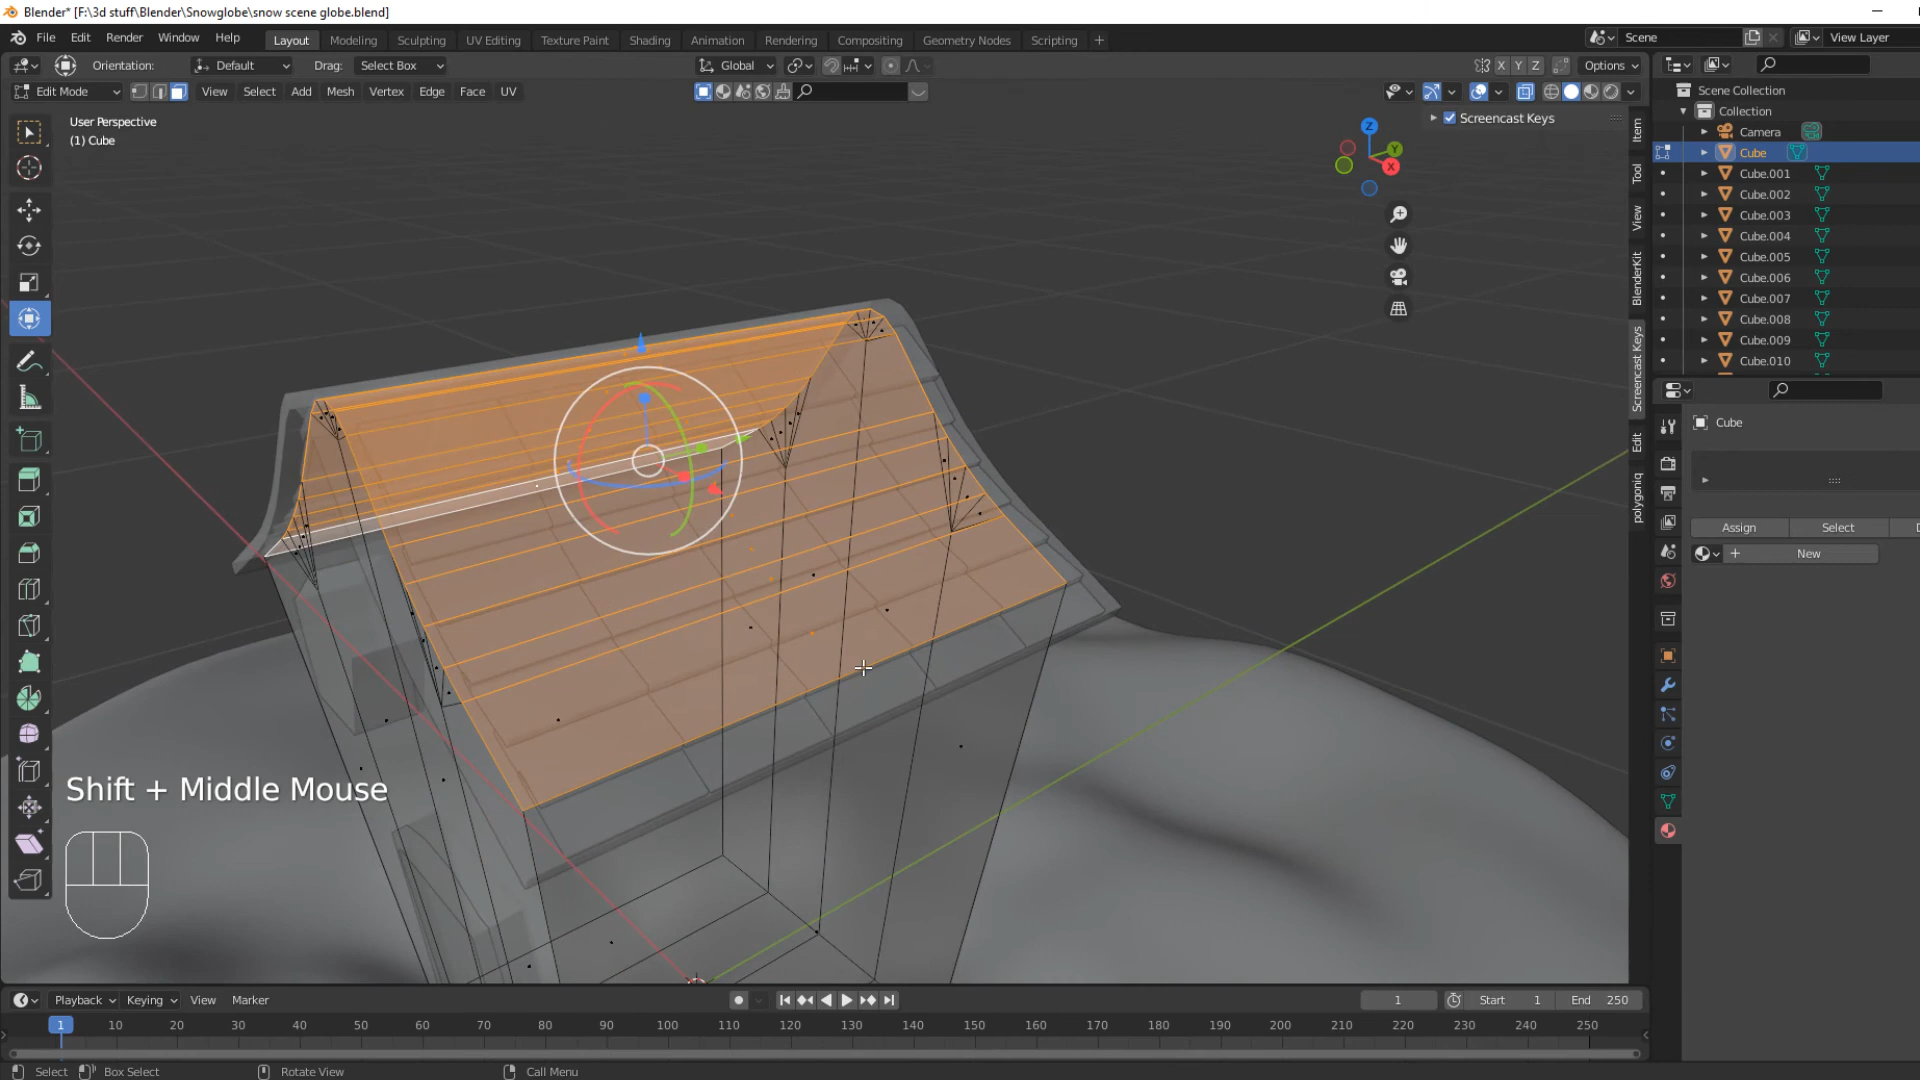 Blender* [F:\3d stuff\Blender\Snowglobe\snow scene globe.blend]
File Edit Render Window Help Layout Modeling Sculpting UV Editing Texture Paint Shading Animation Rendering Compositing Geometry Nodes Scripting + Scene View Layer
Orientation: Default Drag: Select Box Global X Y Z Options
Edit Mode View Select Add Mesh Vertex Edge Face UV
User Perspective
(1) Cube
Screencast Keys
Z
Y
X
Item
Tool
View
BlenderKit
Screencast Keys
Edit
polygoniq
Scene Collection
Collection
Camera
Cube
Cube.001
Cube.002
Cube.003
Cube.004
Cube.005
Cube.006
Cube.007
Cube.008
Cube.009
Cube.010
Cube
Assign Select
New
Shift + Middle Mouse
Playback Keying View Marker 1 Start 1 End 250
1 10 20 30 40 50 60 70 80 90 100 110 120 130 140 150 160 170 180 190 200 210 220 230 240 250
Select Box Select Rotate View Call Menu